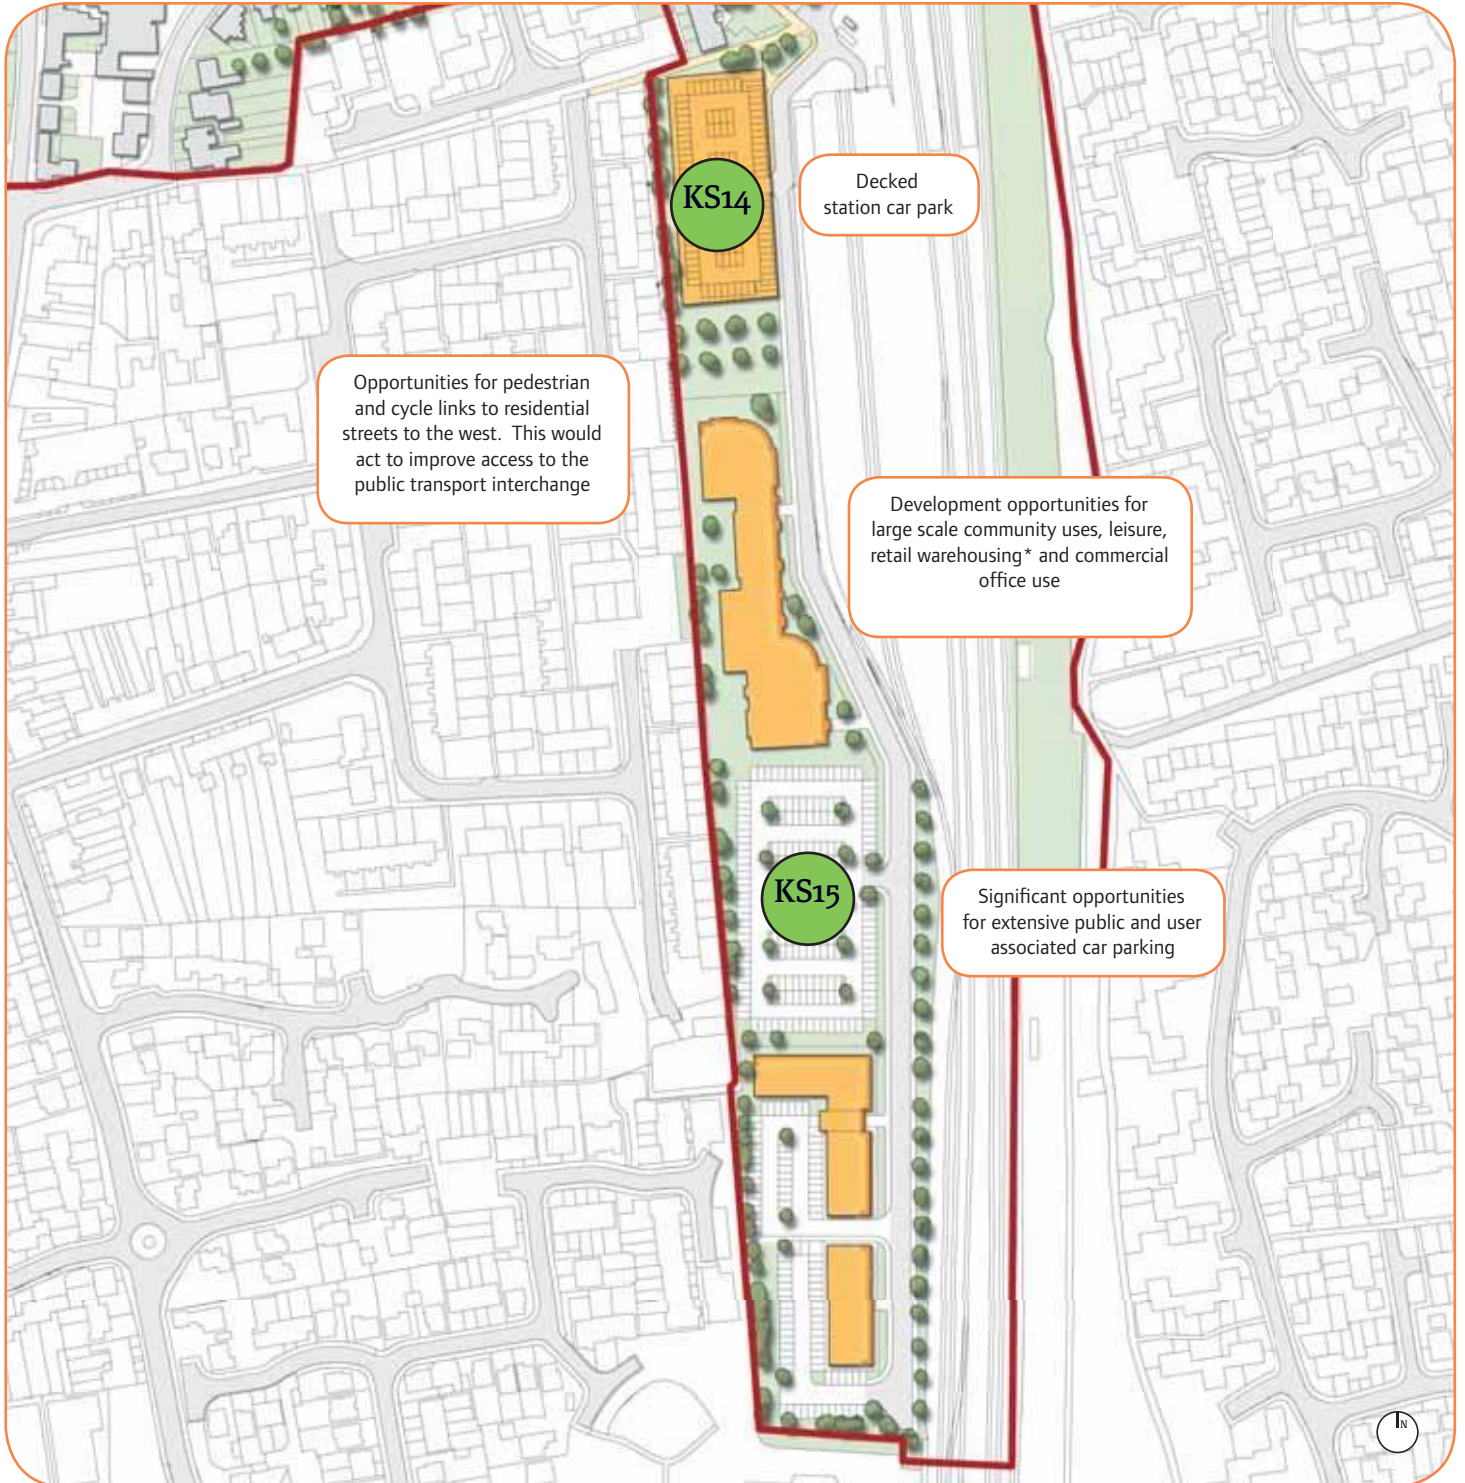 KS14
Decked
station car park
Opportunities for pedestrian
and cycle links to residential
streets to the west.  This would
act to improve access to the
public transport interchange
Development opportunities for
large scale community uses, leisure,
retail warehousing* and commercial
office use
KS15
Significant opportunities
for extensive public and user
associated car parking
N